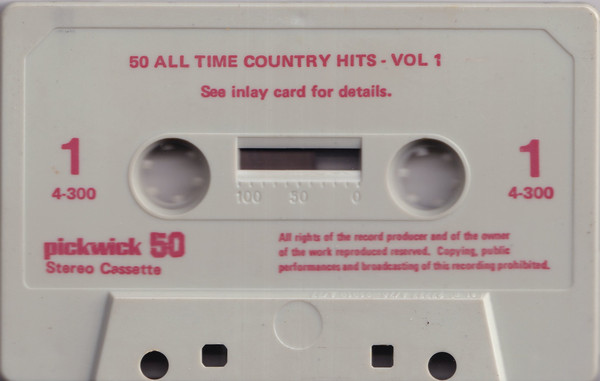 50 ALL TIME COUNTRY HITS - VOL 1
See inlay card for details.
1
4-300
1
4-300
100 50 0
pickwick 50
Stereo Cassette
All rights of the record producer and of the owner
of the work reproduced reserved. Copying, public
performances and broadcasting of this recording prohibited.